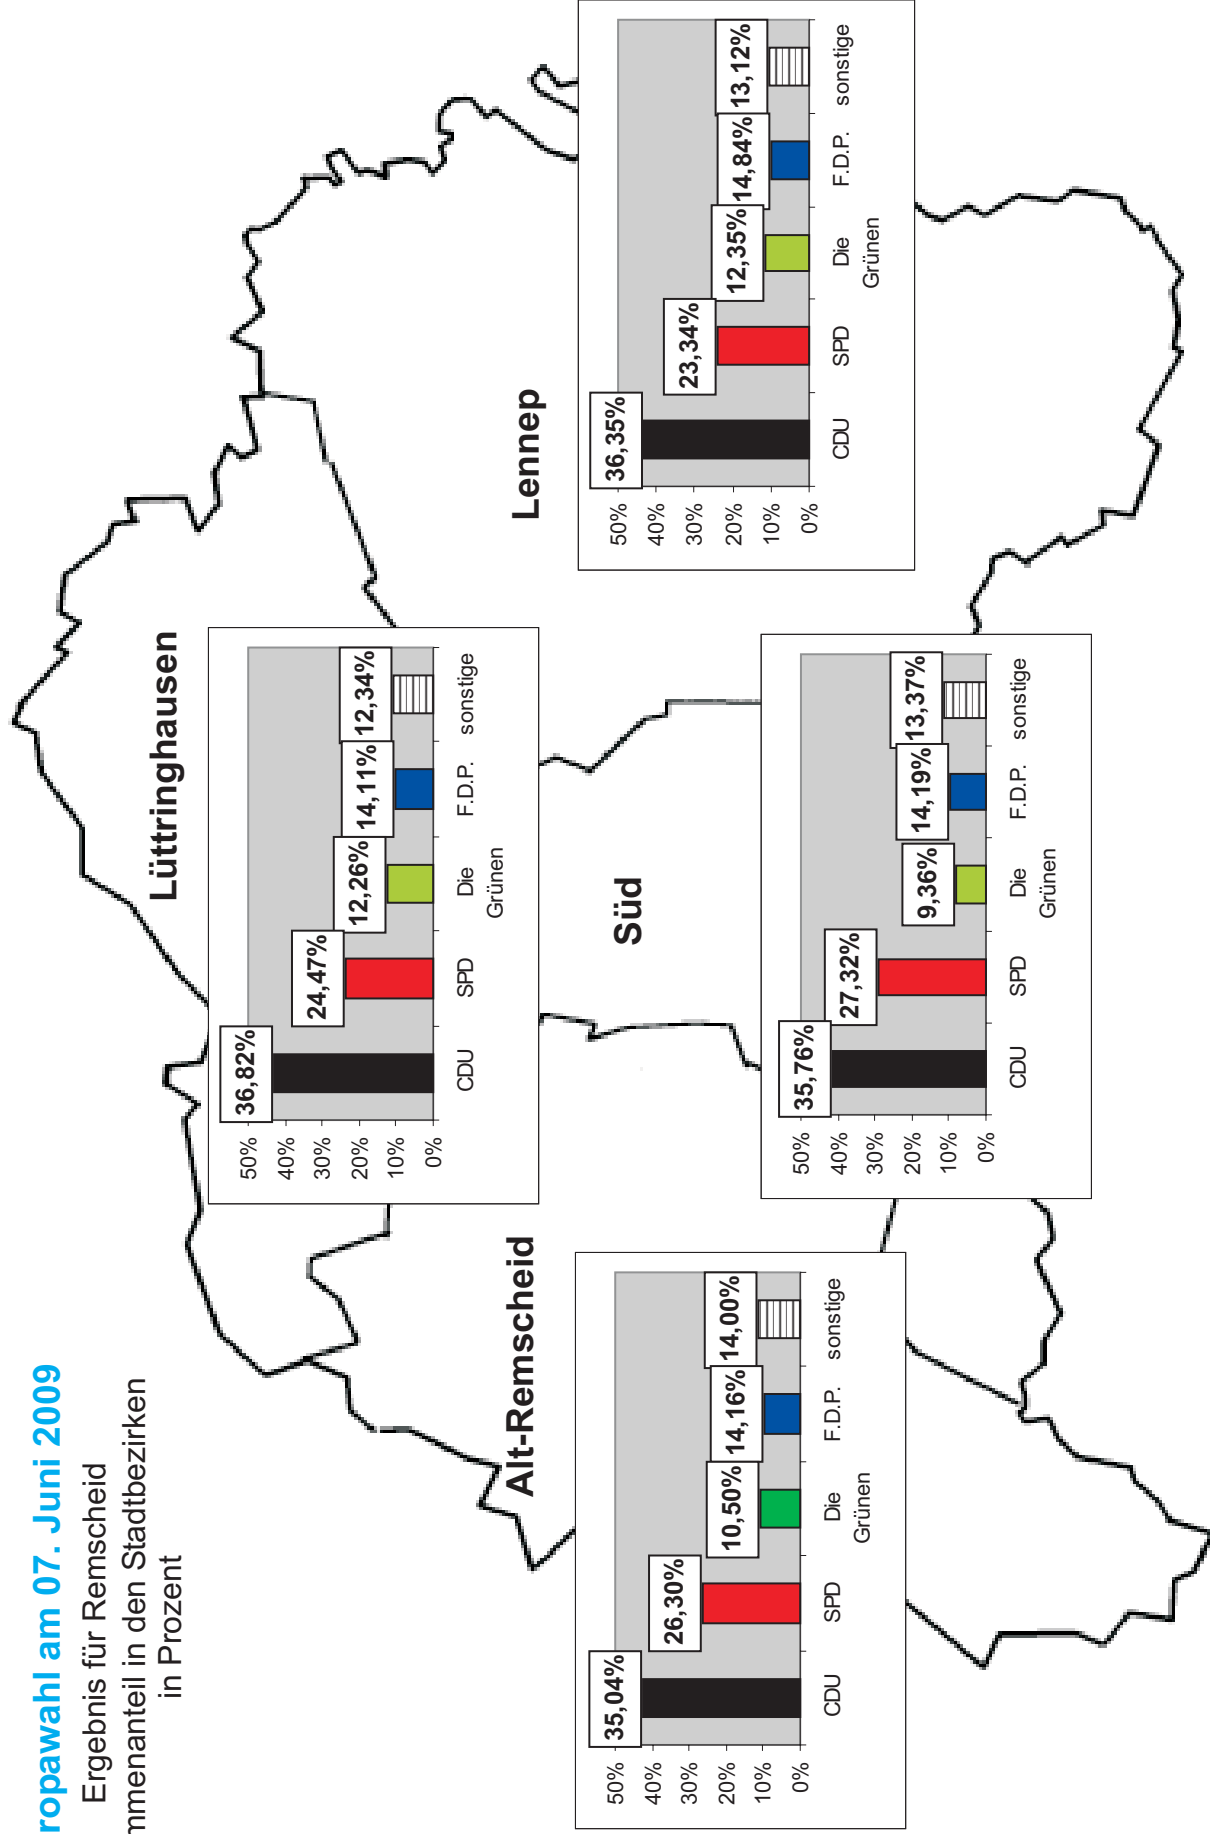 ropawahl am 07. Juni 2009
Ergebnis für Remscheid
mmenanteil in den Stadtbezirken
in Prozent
Lüttringhausen
36,82%
24,47%
12,26%
14,11%
12,34%
50%
40%
30%
20%
10%
0%
CDU
SPD
Die
Grünen
F.D.P.
sonstige
Alt-Remscheid
35,04%
26,30%
10,50%
14,16%
14,00%
50%
40%
30%
20%
10%
0%
CDU
SPD
Die
Grünen
F.D.P.
sonstige
Lennep
36,35%
23,34%
12,35%
14,84%
13,12%
50%
40%
30%
20%
10%
0%
CDU
SPD
Die
Grünen
F.D.P.
sonstige
Süd
35,76%
27,32%
9,36%
14,19%
13,37%
50%
40%
30%
20%
10%
0%
CDU
SPD
Die
Grünen
F.D.P.
sonstige